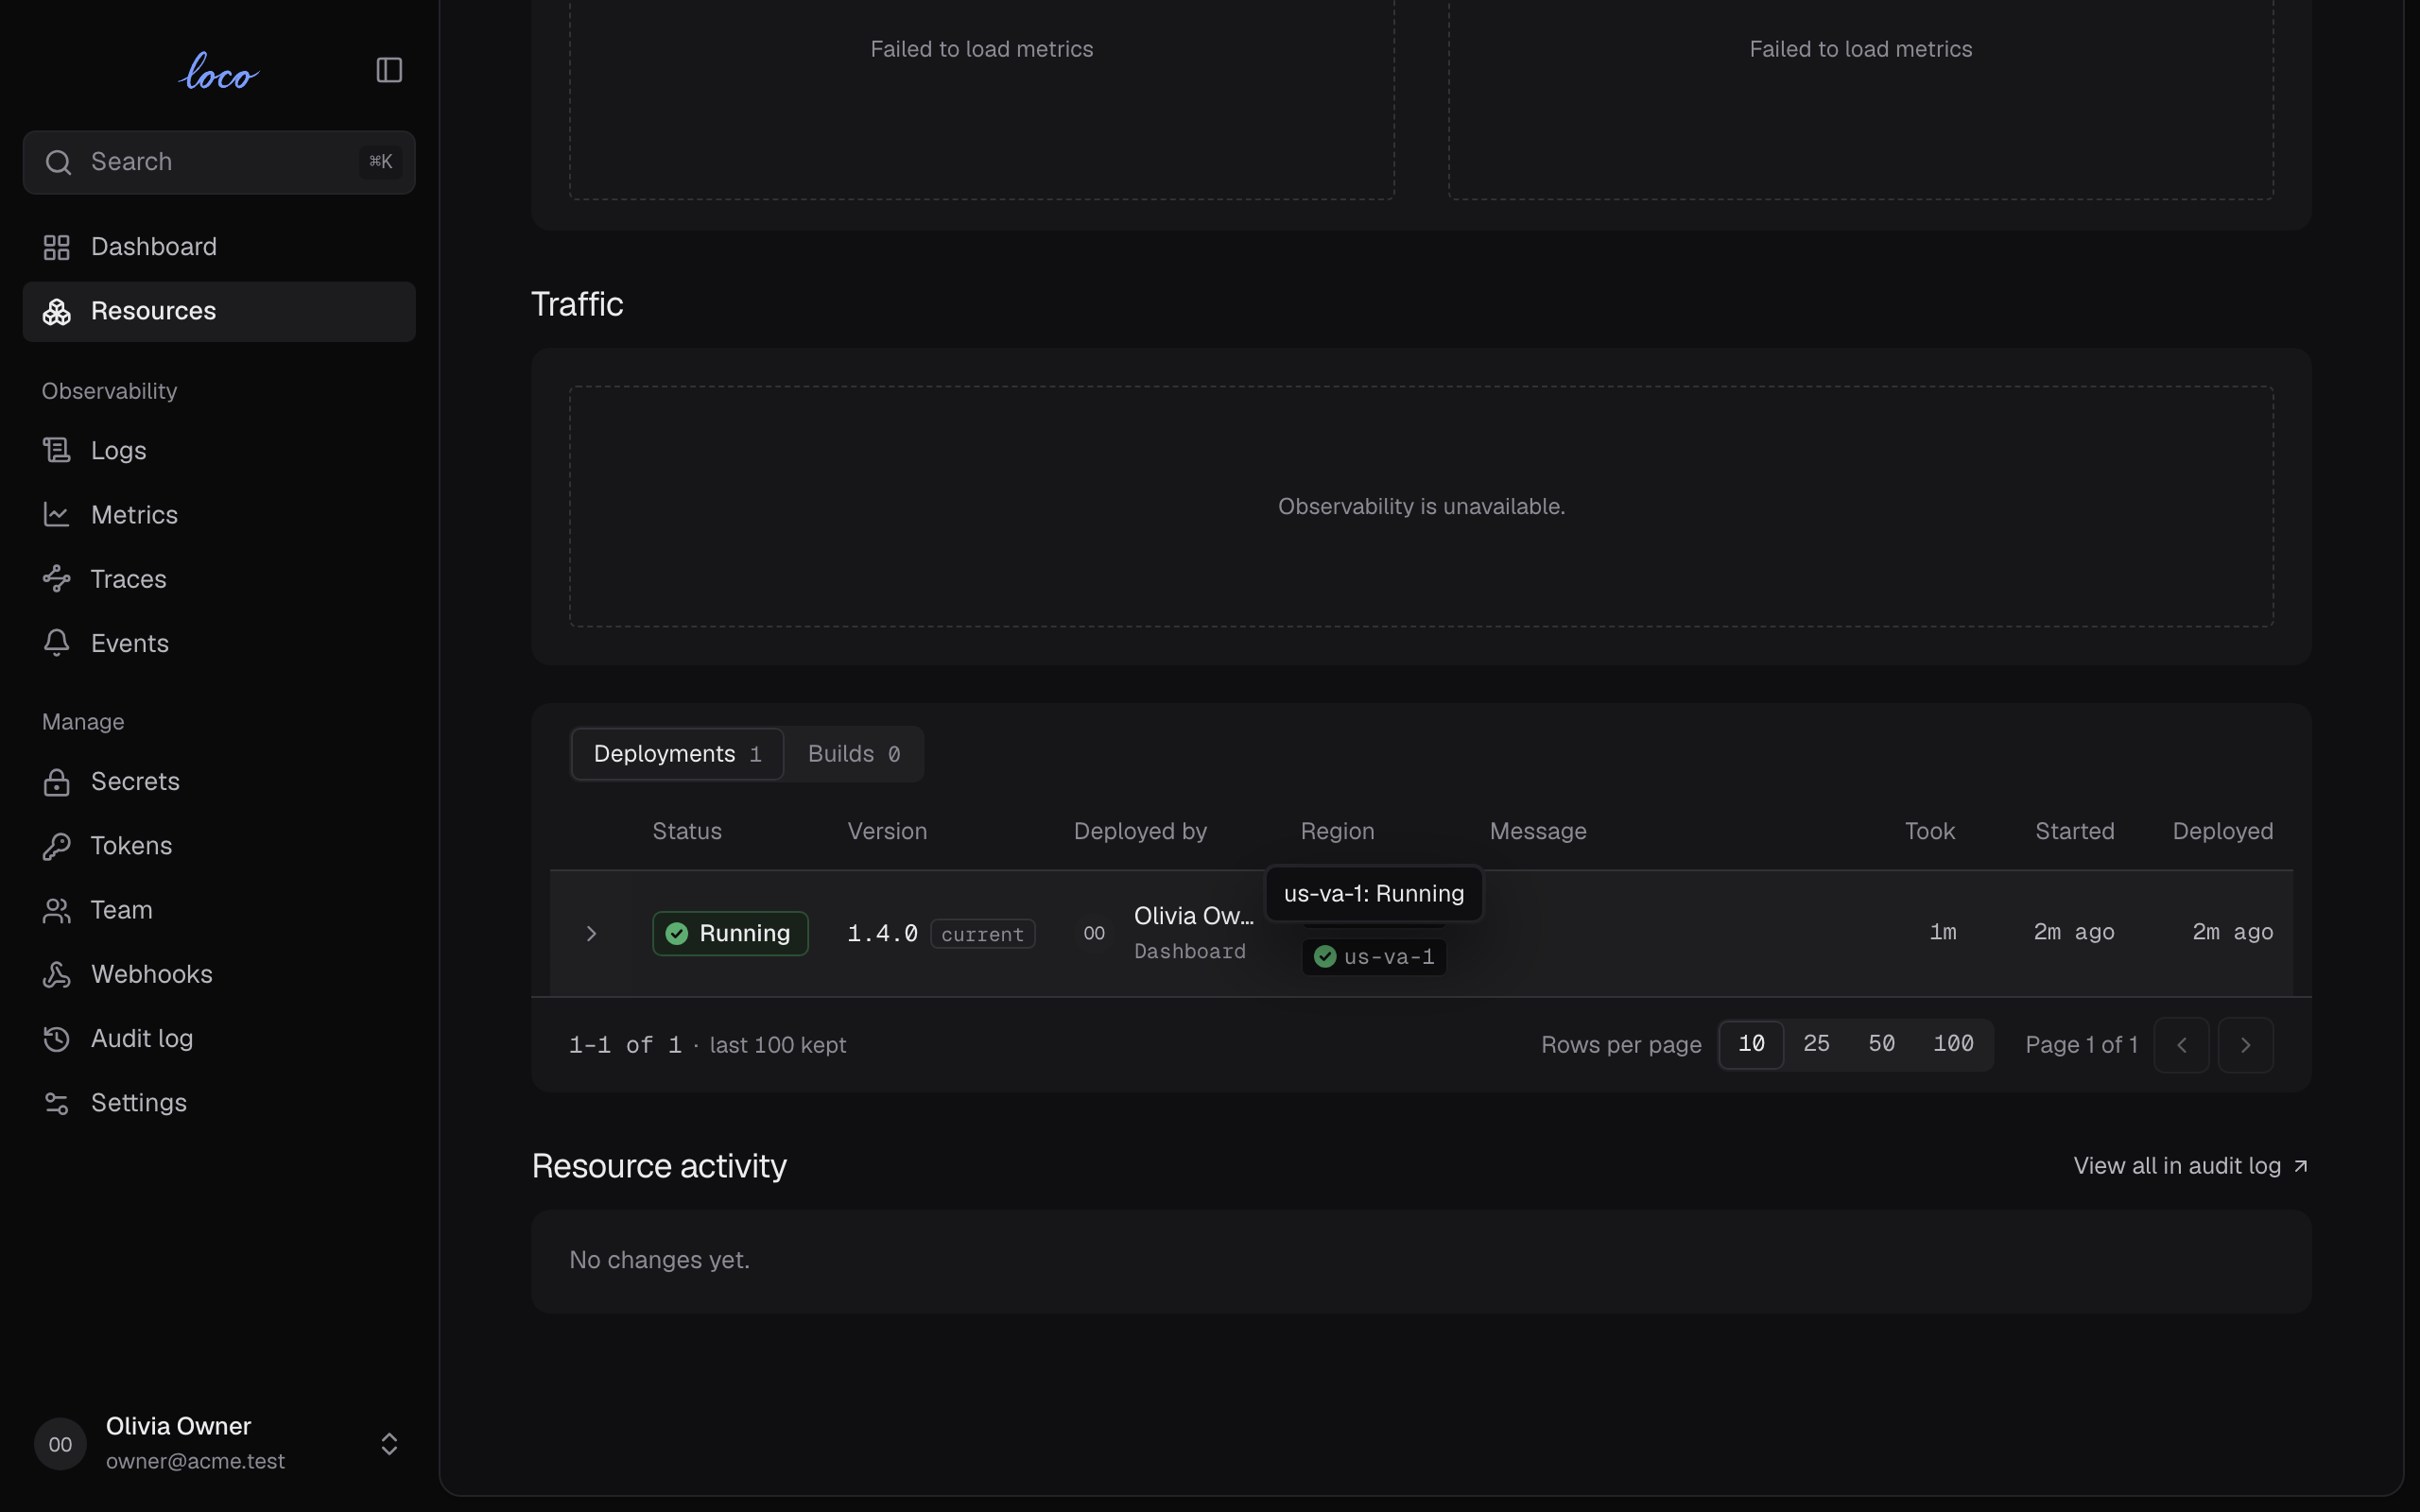 loco
Search ⌘K
Dashboard
Resources
Observability
Logs
Metrics
Traces
Events
Manage
Secrets
Tokens
Team
Webhooks
Audit log
Settings
OO Olivia Owner
owner@acme.test
Failed to load metrics Failed to load metrics
Traffic
Observability is unavailable.
Deployments 1 Builds 0
Status Version Deployed by Region Message Took Started Deployed
us-va-1: Running
Running 1.4.0 current OO Olivia Ow... 1m 2m ago 2m ago
Dashboard us-va-1
1-1 of 1 · last 100 kept Rows per page 10 25 50 100 Page 1 of 1
Resource activity View all in audit log
No changes yet.